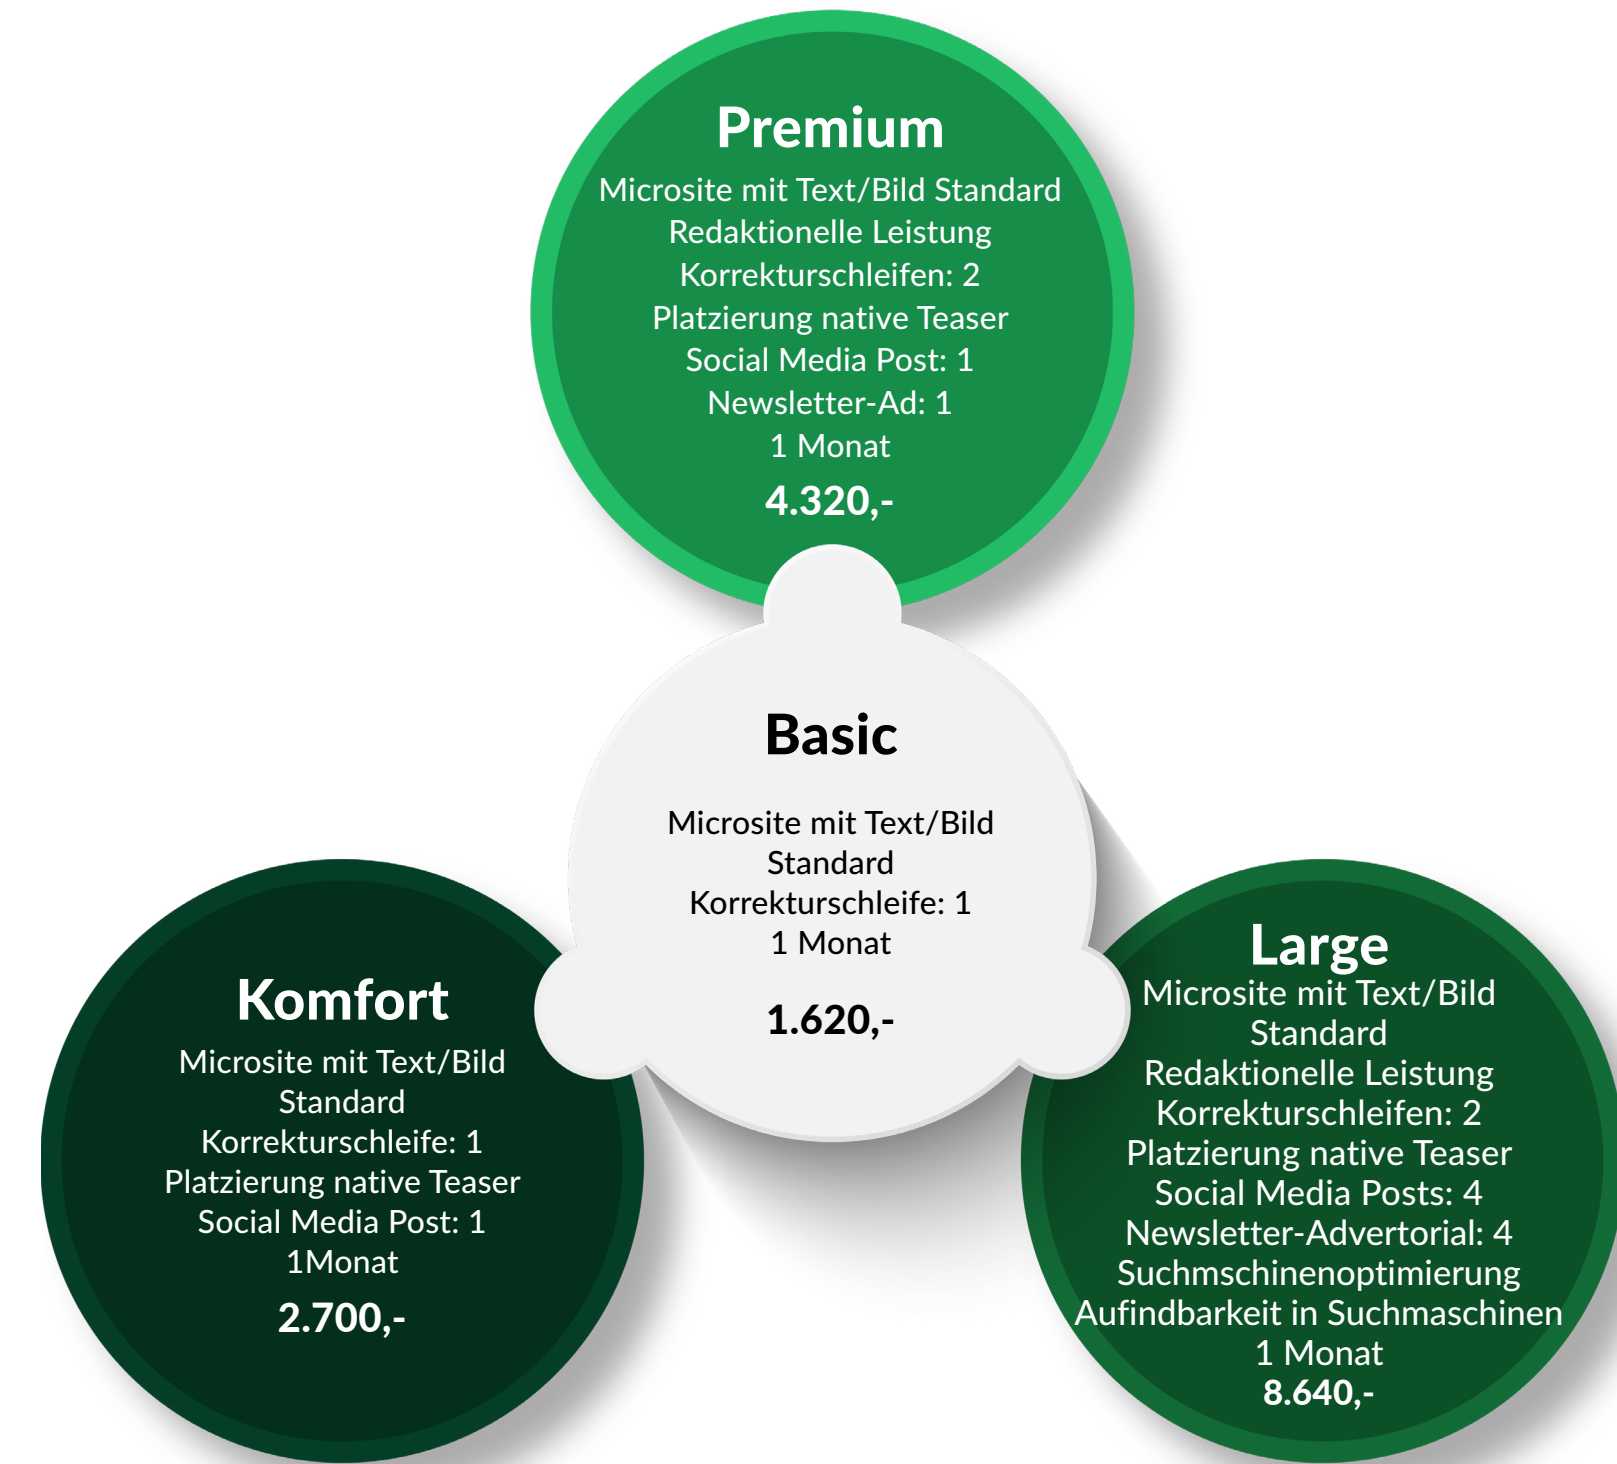 Premium
Microsite mit Text/Bild Standard
Redaktionelle Leistung
Korrekturschleifen: 2
Platzierung native Teaser
Social Media Post: 1
Newsletter-Ad: 1
1 Monat
4.320,-
Basic
Microsite mit Text/Bild
Standard
Korrekturschleife: 1
1 Monat
1.620,-
Komfort
Microsite mit Text/Bild
Standard
Korrekturschleife: 1
Platzierung native Teaser
Social Media Post: 1
1Monat
2.700,-
Large
Microsite mit Text/Bild
Standard
Redaktionelle Leistung
Korrekturschleifen: 2
Platzierung native Teaser
Social Media Posts: 4
Newsletter-Advertorial: 4
Suchmschinenoptimierung
Aufindbarkeit in Suchmaschinen
1 Monat
8.640,-